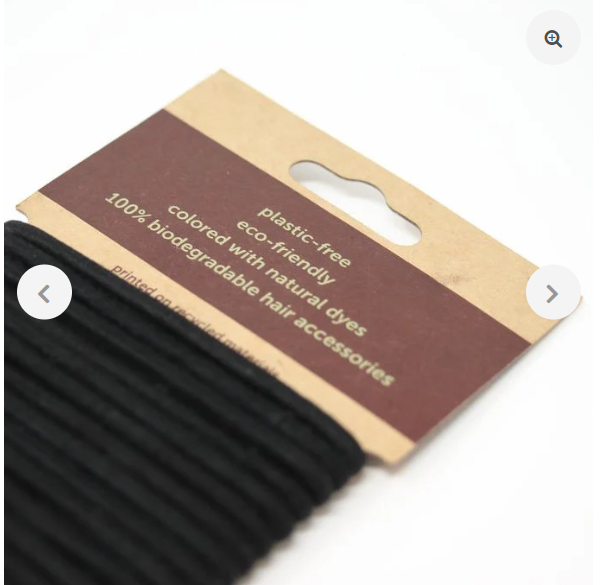 plastic-free
eco-friendly
colored with natural dyes
100% biodegradable hair accessories
printed on recycled materials